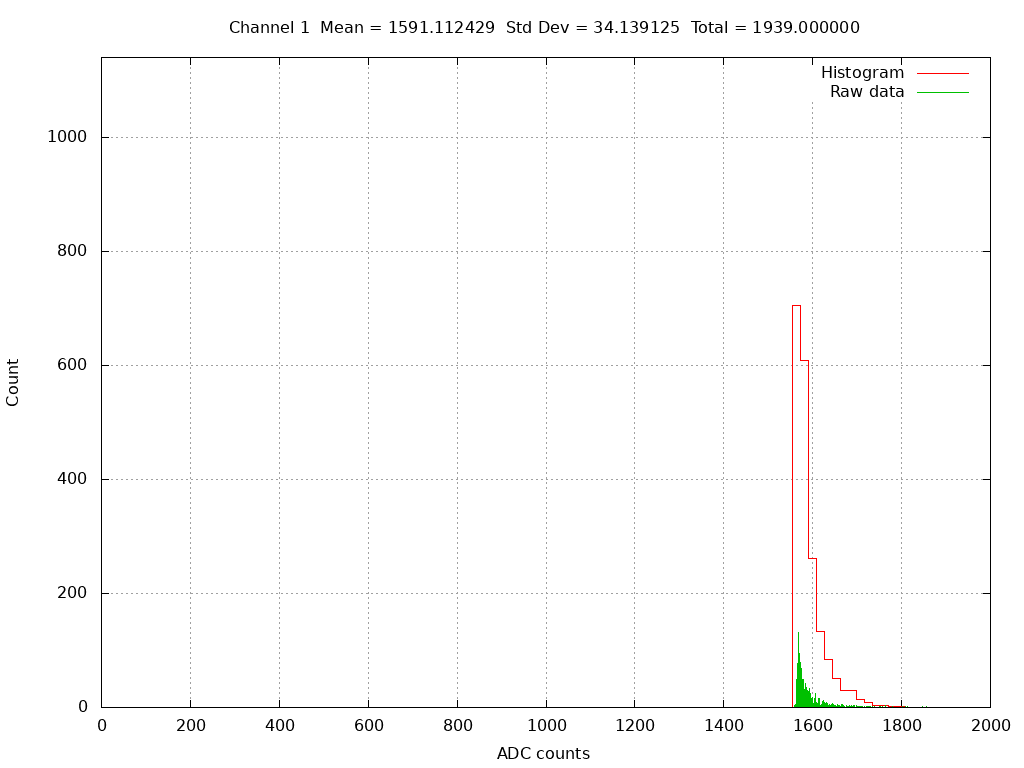 Channel 1  Mean = 1591.112429  Std Dev = 34.139125  Total = 1939.000000
Histogram
Raw data
1000
800
600
400
200
0
Count
0 200 400 600 800 1000 1200 1400 1600 1800 2000
ADC counts